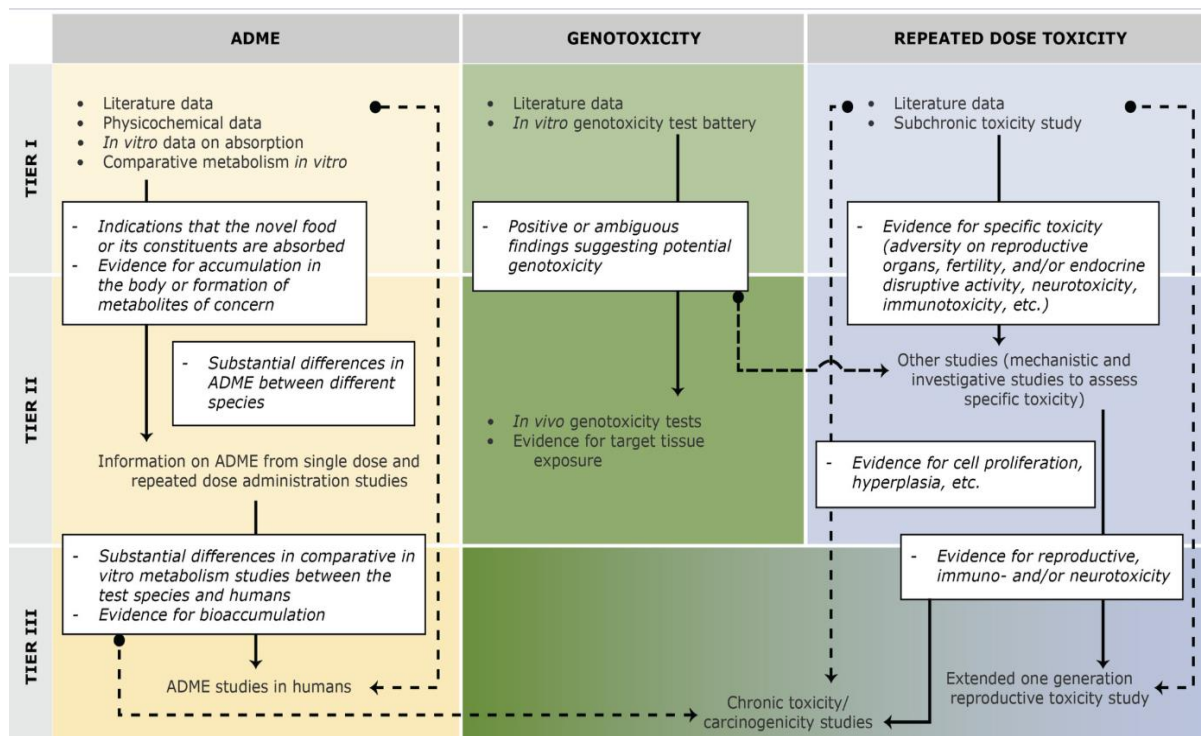 ADME
GENOTOXICITY
REPEATED DOSE TOXICITY
TIER I
• Literature data
• Physicochemical data
• In vitro data on absorption
• Comparative metabolism in vitro
• Literature data
• In vitro genotoxicity test battery
• Literature data
• Subchronic toxicity study
- Indications that the novel food
or its constituents are absorbed
- Evidence for accumulation in
the body or formation of
metabolites of concern
- Positive or ambiguous
findings suggesting potential
genotoxicity
- Evidence for specific toxicity
(adversity on reproductive
organs, fertility, and/or endocrine
disruptive activity, neurotoxicity,
immunotoxicity, etc.)
TIER II
- Substantial differences in
ADME between different
species
Information on ADME from single dose and
repeated dose administration studies
• In vivo genotoxicity tests
• Evidence for target tissue
exposure
Other studies (mechanistic and
investigative studies to assess
specific toxicity)
- Evidence for cell proliferation,
hyperplasia, etc.
- Substantial differences in comparative in
vitro metabolism studies between the
test species and humans
- Evidence for bioaccumulation
- Evidence for reproductive,
immuno- and/or neurotoxicity
TIER III
ADME studies in humans
Chronic toxicity/
carcinogenicity studies
Extended one generation
reproductive toxicity study